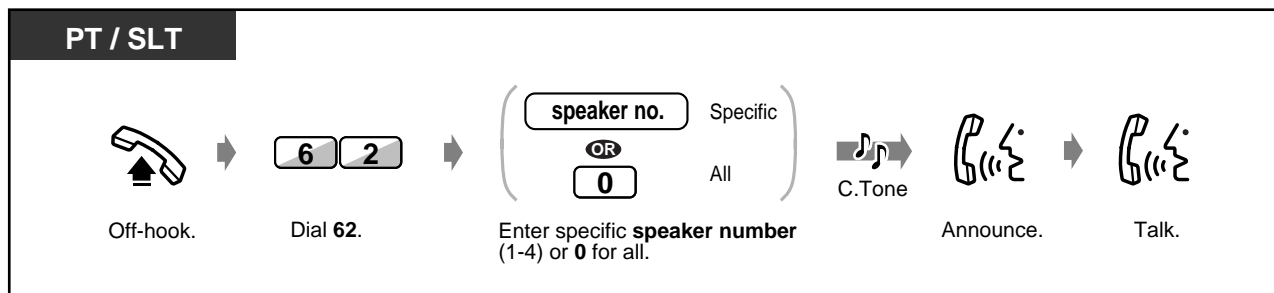 PT / SLT
6 2
speaker no. Specific
OR
0 All
C.Tone
Off-hook.
Dial 62.
Enter specific speaker number
(1-4) or 0 for all.
Announce.
Talk.